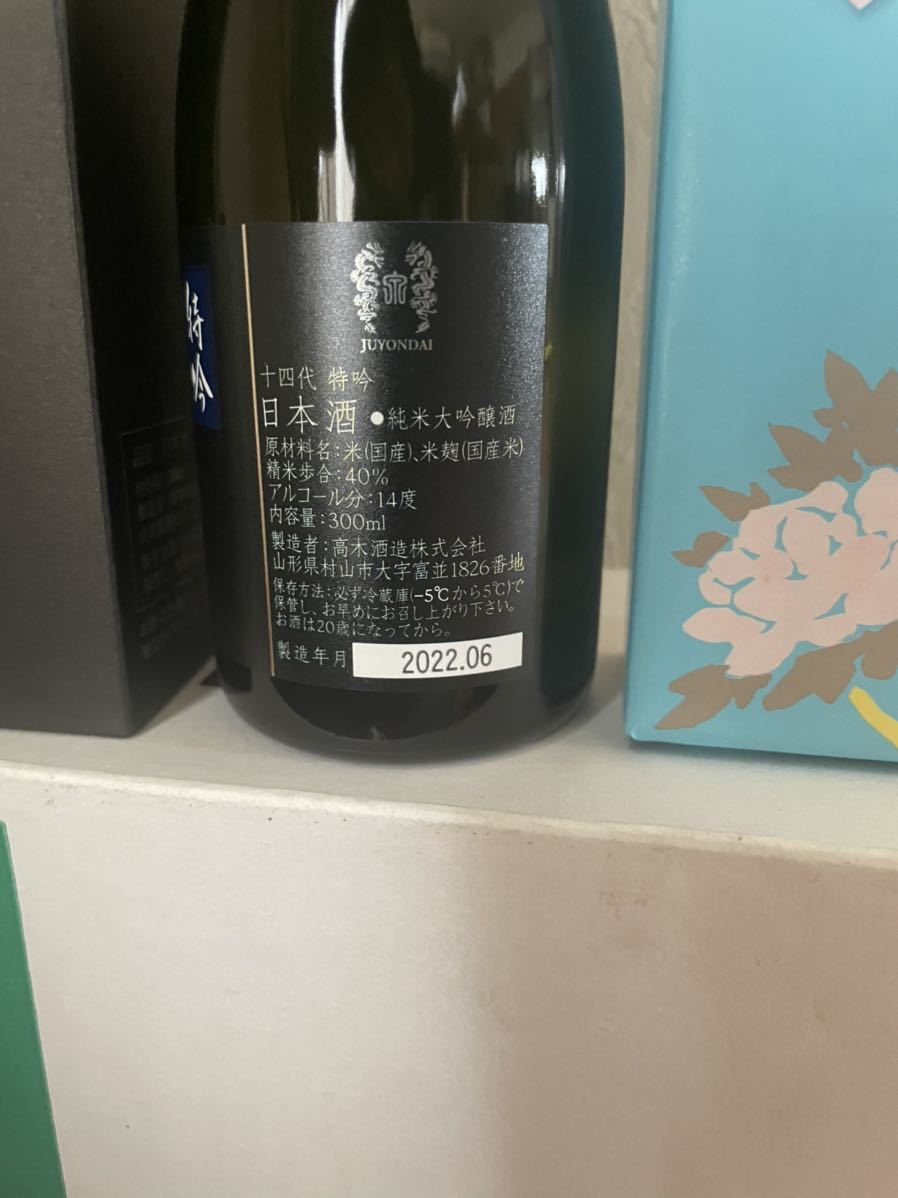 特吟
JUYONDAI
十四代 特吟
日本酒 ●純米大吟醸酒
原材料名:米(国産)、米麹(国産米)
精米歩合:40%
アルコール分:14度
内容量:300ml
製造者:高木酒造株式会社
山形県村山市大字富並1826番地
保存方法:必ず冷蔵庫(-5℃から5℃)で
保管し、お早めにお召し上がり下さい。
お酒は20歳になってから。
製造年月 2022.06